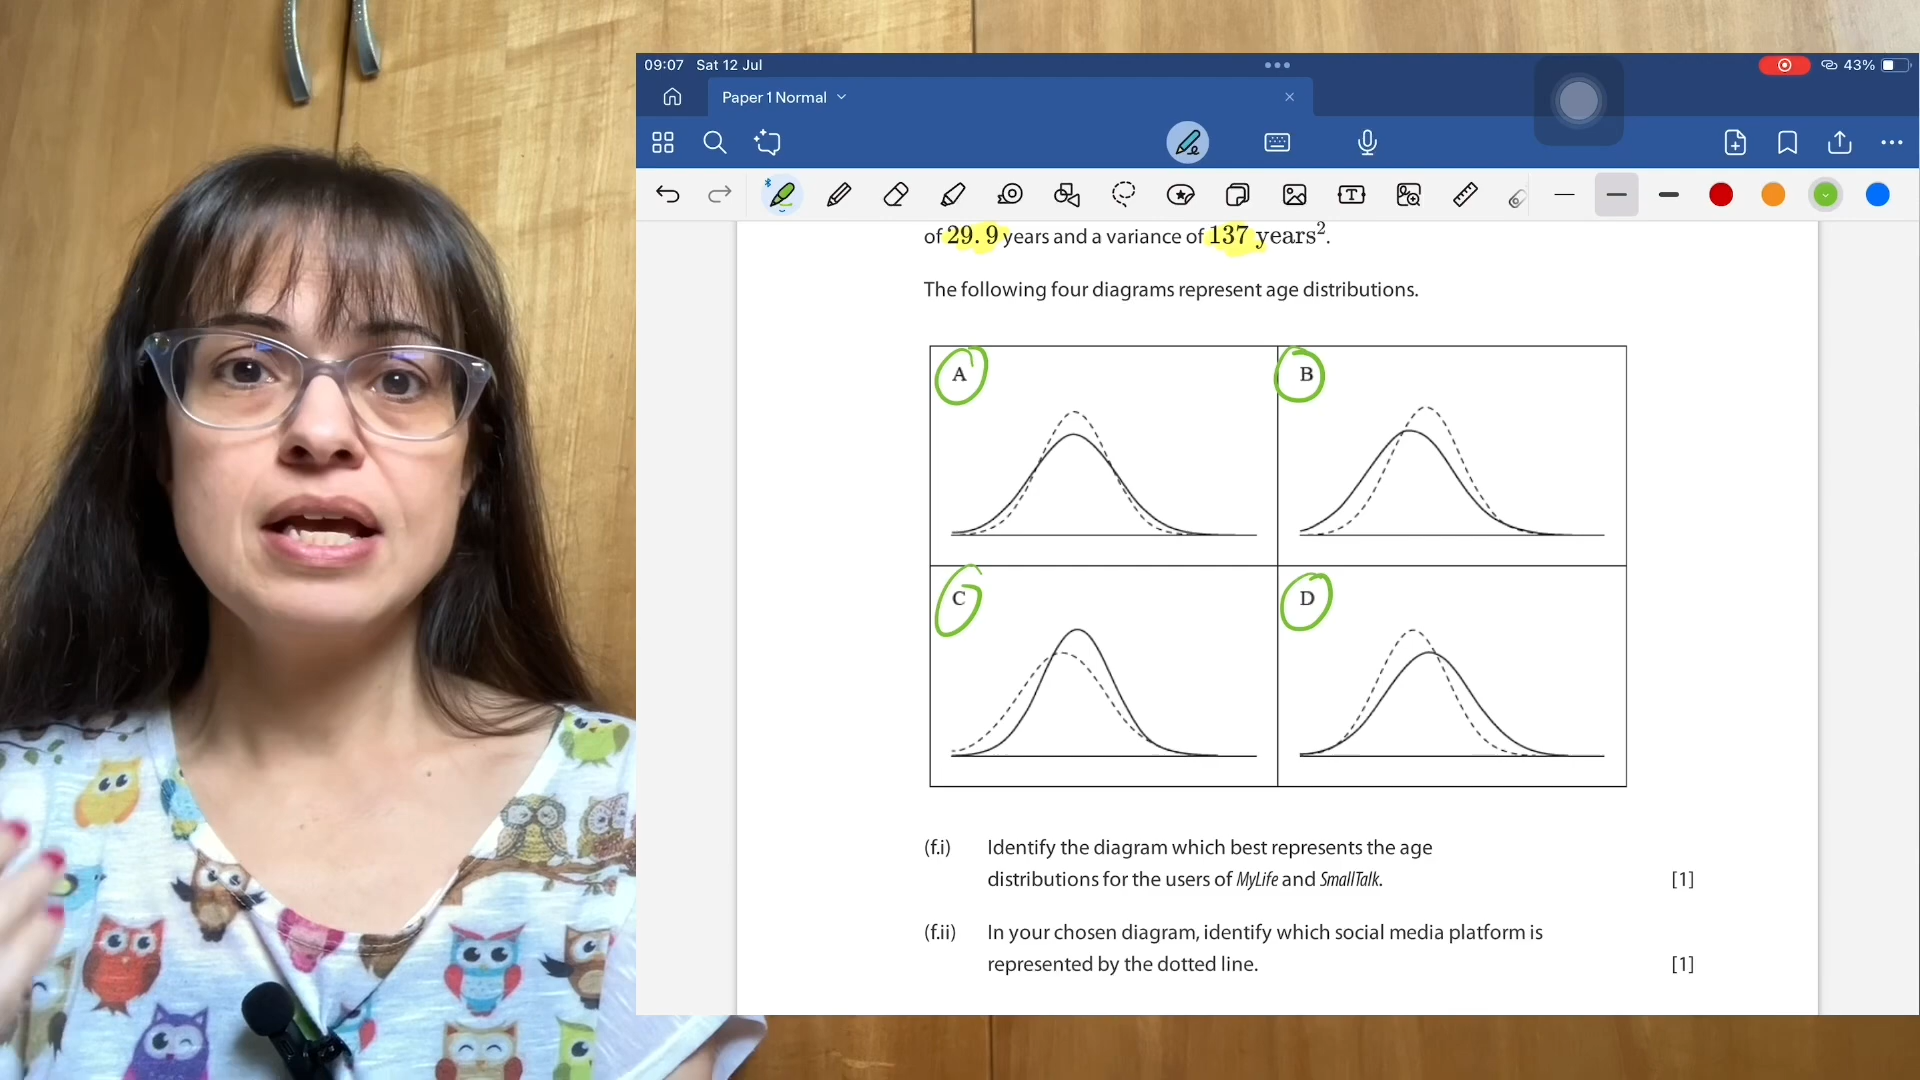 09:07 Sat 12 Jul
43%
Paper 1 Normal
of 29.9 years and a variance of 137 years².
The following four diagrams represent age distributions.
A
B
C
D
(f.i) Identify the diagram which best represents the age
distributions for the users of MyLife and SmallTalk. [1]
(f.ii) In your chosen diagram, identify which social media platform is
represented by the dotted line. [1]